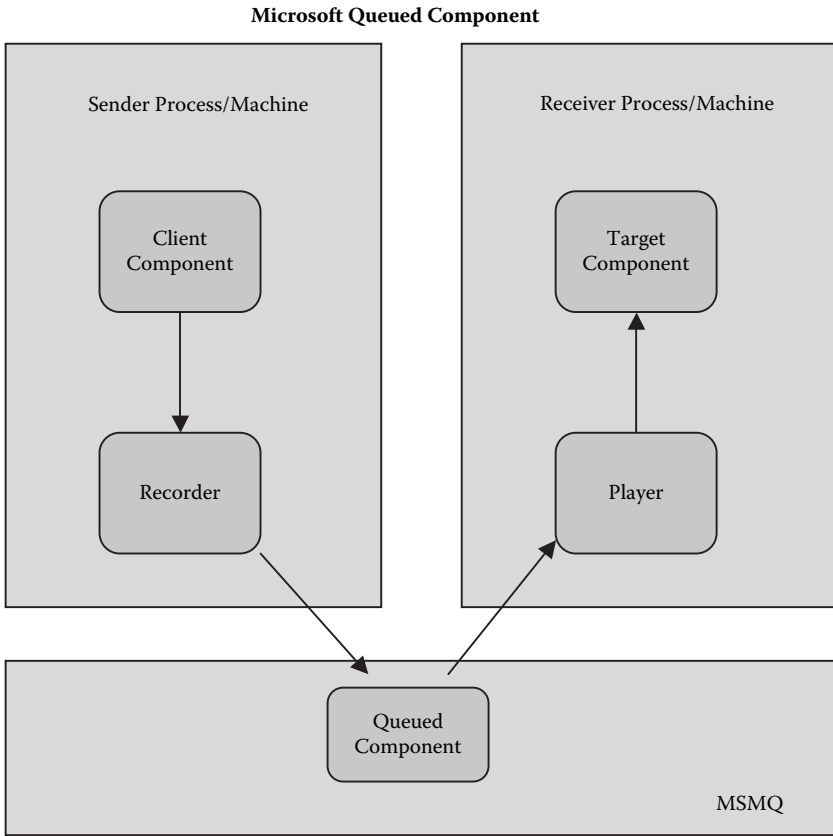 Microsoft Queued Component
Sender Process/Machine
Receiver Process/Machine
Client
Component
Target
Component
Recorder
Player
Queued
Component
MSMQ